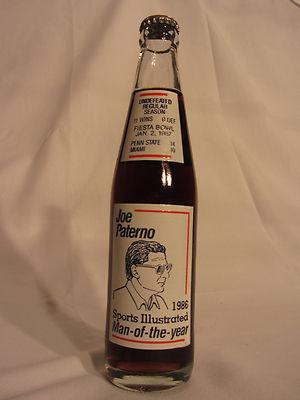 UNDEFEATED
REGULAR
SEASON
11 WINS 0 DEF
FIESTA BOWL
JAN. 2, 1987
PENN STATE 14
MIAMI 10
Joe
Paterno
1986
Sports Illustrated
Man-of-the-year